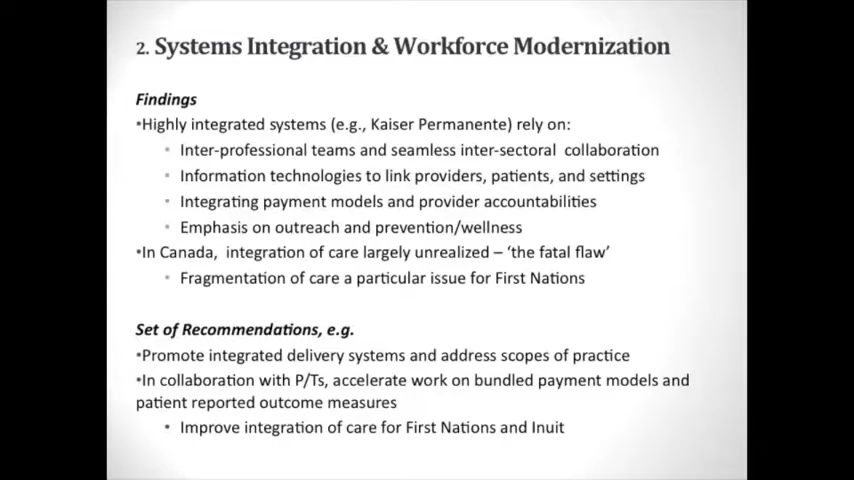 2. Systems Integration & Workforce Modernization
Findings
•Highly integrated systems (e.g., Kaiser Permanente) rely on:
• Inter-professional teams and seamless inter-sectoral collaboration
• Information technologies to link providers, patients, and settings
• Integrating payment models and provider accountabilities
• Emphasis on outreach and prevention/wellness
•In Canada, integration of care largely unrealized – ‘the fatal flaw’
• Fragmentation of care a particular issue for First Nations
Set of Recommendations, e.g.
•Promote integrated delivery systems and address scopes of practice
•In collaboration with P/Ts, accelerate work on bundled payment models and
patient reported outcome measures
• Improve integration of care for First Nations and Inuit